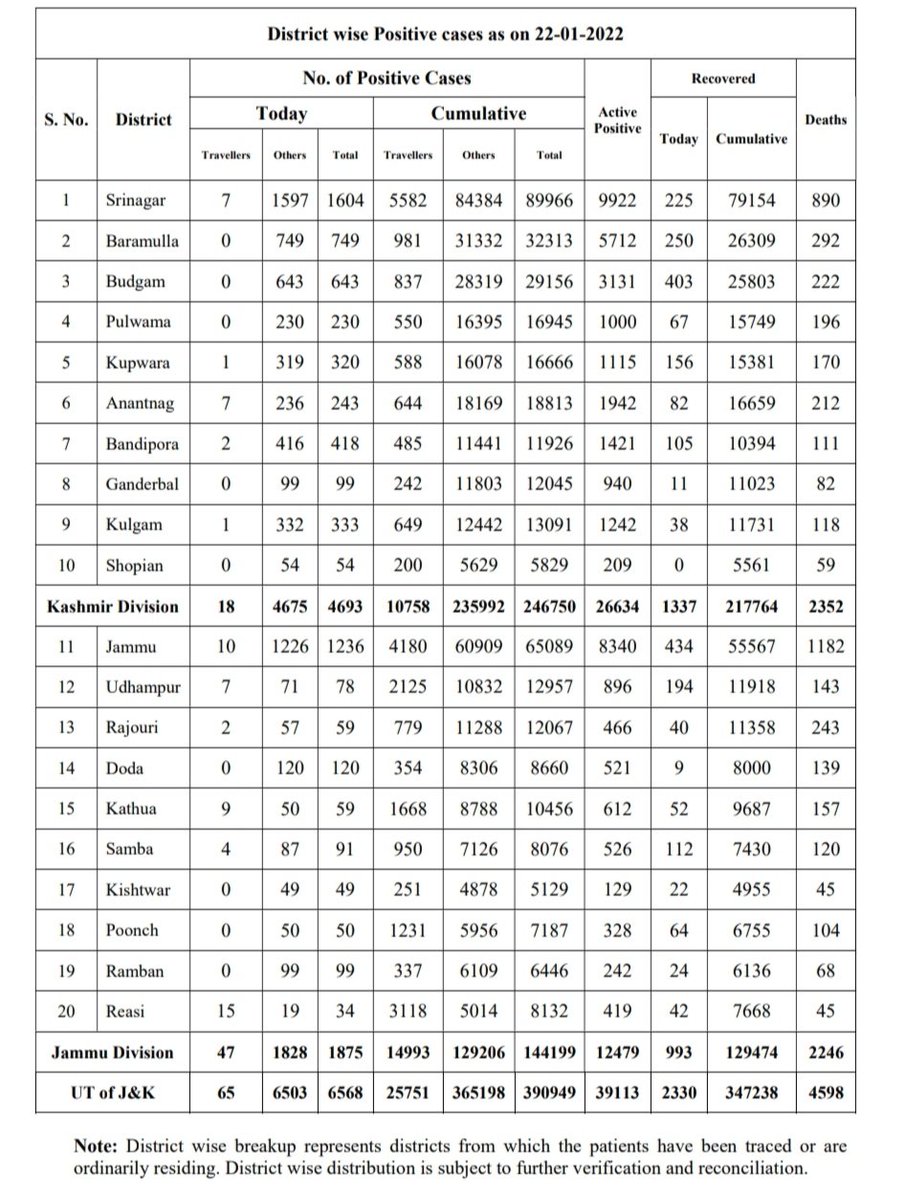 District wise Positive cases as on 22-01-2022
S. No. District No. of Positive Cases Active Positive Recovered Deaths
Today Cumulative Today Cumulative
Travellers Others Total Travellers Others Total
1 Srinagar 7 1597 1604 5582 84384 89966 9922 225 79154 890
2 Baramulla 0 749 749 981 31332 32313 5712 250 26309 292
3 Budgam 0 643 643 837 28319 29156 3131 403 25803 222
4 Pulwama 0 230 230 550 16395 16945 1000 67 15749 196
5 Kupwara 1 319 320 588 16078 16666 1115 156 15381 170
6 Anantnag 7 236 243 644 18169 18813 1942 82 16659 212
7 Bandipora 2 416 418 485 11441 11926 1421 105 10394 111
8 Ganderbal 0 99 99 242 11803 12045 940 11 11023 82
9 Kulgam 1 332 333 649 12442 13091 1242 38 11731 118
10 Shopian 0 54 54 200 5629 5829 209 0 5561 59
Kashmir Division 18 4675 4693 10758 235992 246750 26634 1337 217764 2352
11 Jammu 10 1226 1236 4180 60909 65089 8340 434 55567 1182
12 Udhampur 7 71 78 2125 10832 12957 896 194 11918 143
13 Rajouri 2 57 59 779 11288 12067 466 40 11358 243
14 Doda 0 120 120 354 8306 8660 521 9 8000 139
15 Kathua 9 50 59 1668 8788 10456 612 52 9687 157
16 Samba 4 87 91 950 7126 8076 526 112 7430 120
17 Kishtwar 0 49 49 251 4878 5129 129 22 4955 45
18 Poonch 0 50 50 1231 5956 7187 328 64 6755 104
19 Ramban 0 99 99 337 6109 6446 242 24 6136 68
20 Reasi 15 19 34 3118 5014 8132 419 42 7668 45
Jammu Division 47 1828 1875 14993 129206 144199 12479 993 129474 2246
UT of J&K 65 6503 6568 25751 365198 390949 39113 2330 347238 4598
Note: District wise breakup represents districts from which the patients have been traced or are
ordinarily residing. District wise distribution is subject to further verification and reconciliation.